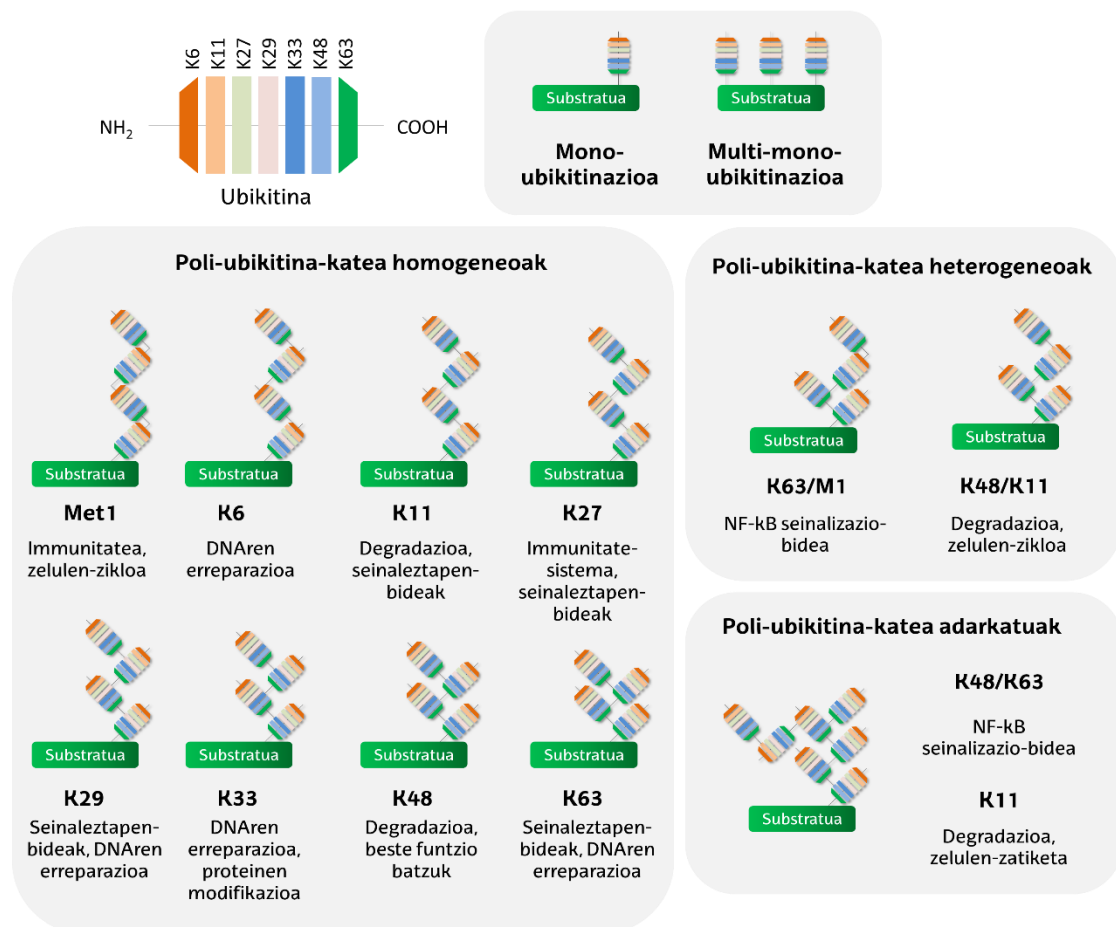 K6
K11
K27
K29
K33
K48
K63
NH₂
COOH
Ubikitina
Substratua
Substratua
Mono-
ubikitinazioa
Multi-mono-
ubikitinazioa
Poli-ubikitina-katea homogeneoak
Substratua
Substratua
Substratua
Substratua
Met1
K6
K11
K27
Immunitatea,
zelulen-zikloa
DNAren
erreparazioa
Degradazioa,
seinaleztapen-
bideak
Immunitate-
sistema,
seinaleztapen-
bideak
Substratua
Substratua
Substratua
Substratua
K29
K33
K48
K63
Seinaleztapen-
bideak, DNAren
erreparazioa
DNAren
erreparazioa,
proteinen
modifikazioa
Degradazioa,
beste funtzio
batzuk
Seinaleztapen-
bideak, DNAren
erreparazioa
Poli-ubikitina-katea heterogeneoak
Substratua
Substratua
K63/M1
K48/K11
NF-kB seinalizazio-
bidea
Degradazioa,
zelulen-zikloa
Poli-ubikitina-katea adarkatuak
Substratua
K48/K63
NF-kB
seinalizazio-bidea
K11
Degradazioa,
zelulen-zatiketa